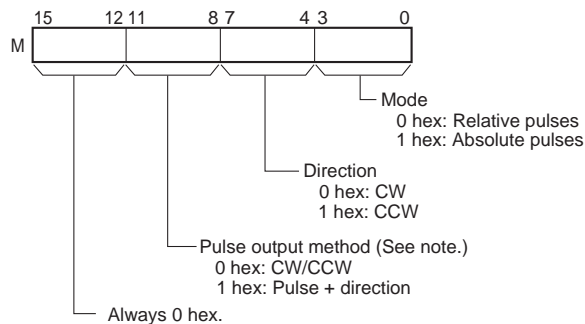 15 12 11 8 7 4 3 0
M
Mode
0 hex: Relative pulses
1 hex: Absolute pulses
Direction
0 hex: CW
1 hex: CCW
Pulse output method (See note.)
0 hex: CW/CCW
1 hex: Pulse + direction
Always 0 hex.